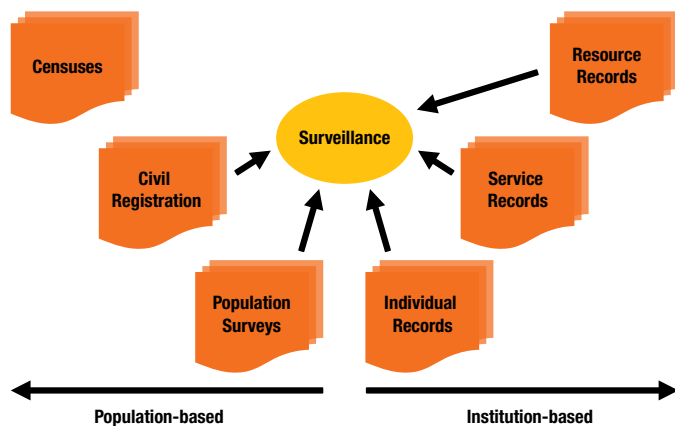 Censuses
Resource
Records
Surveillance
Civil
Registration
Service
Records
Population
Surveys
Individual
Records
Population-based
Institution-based